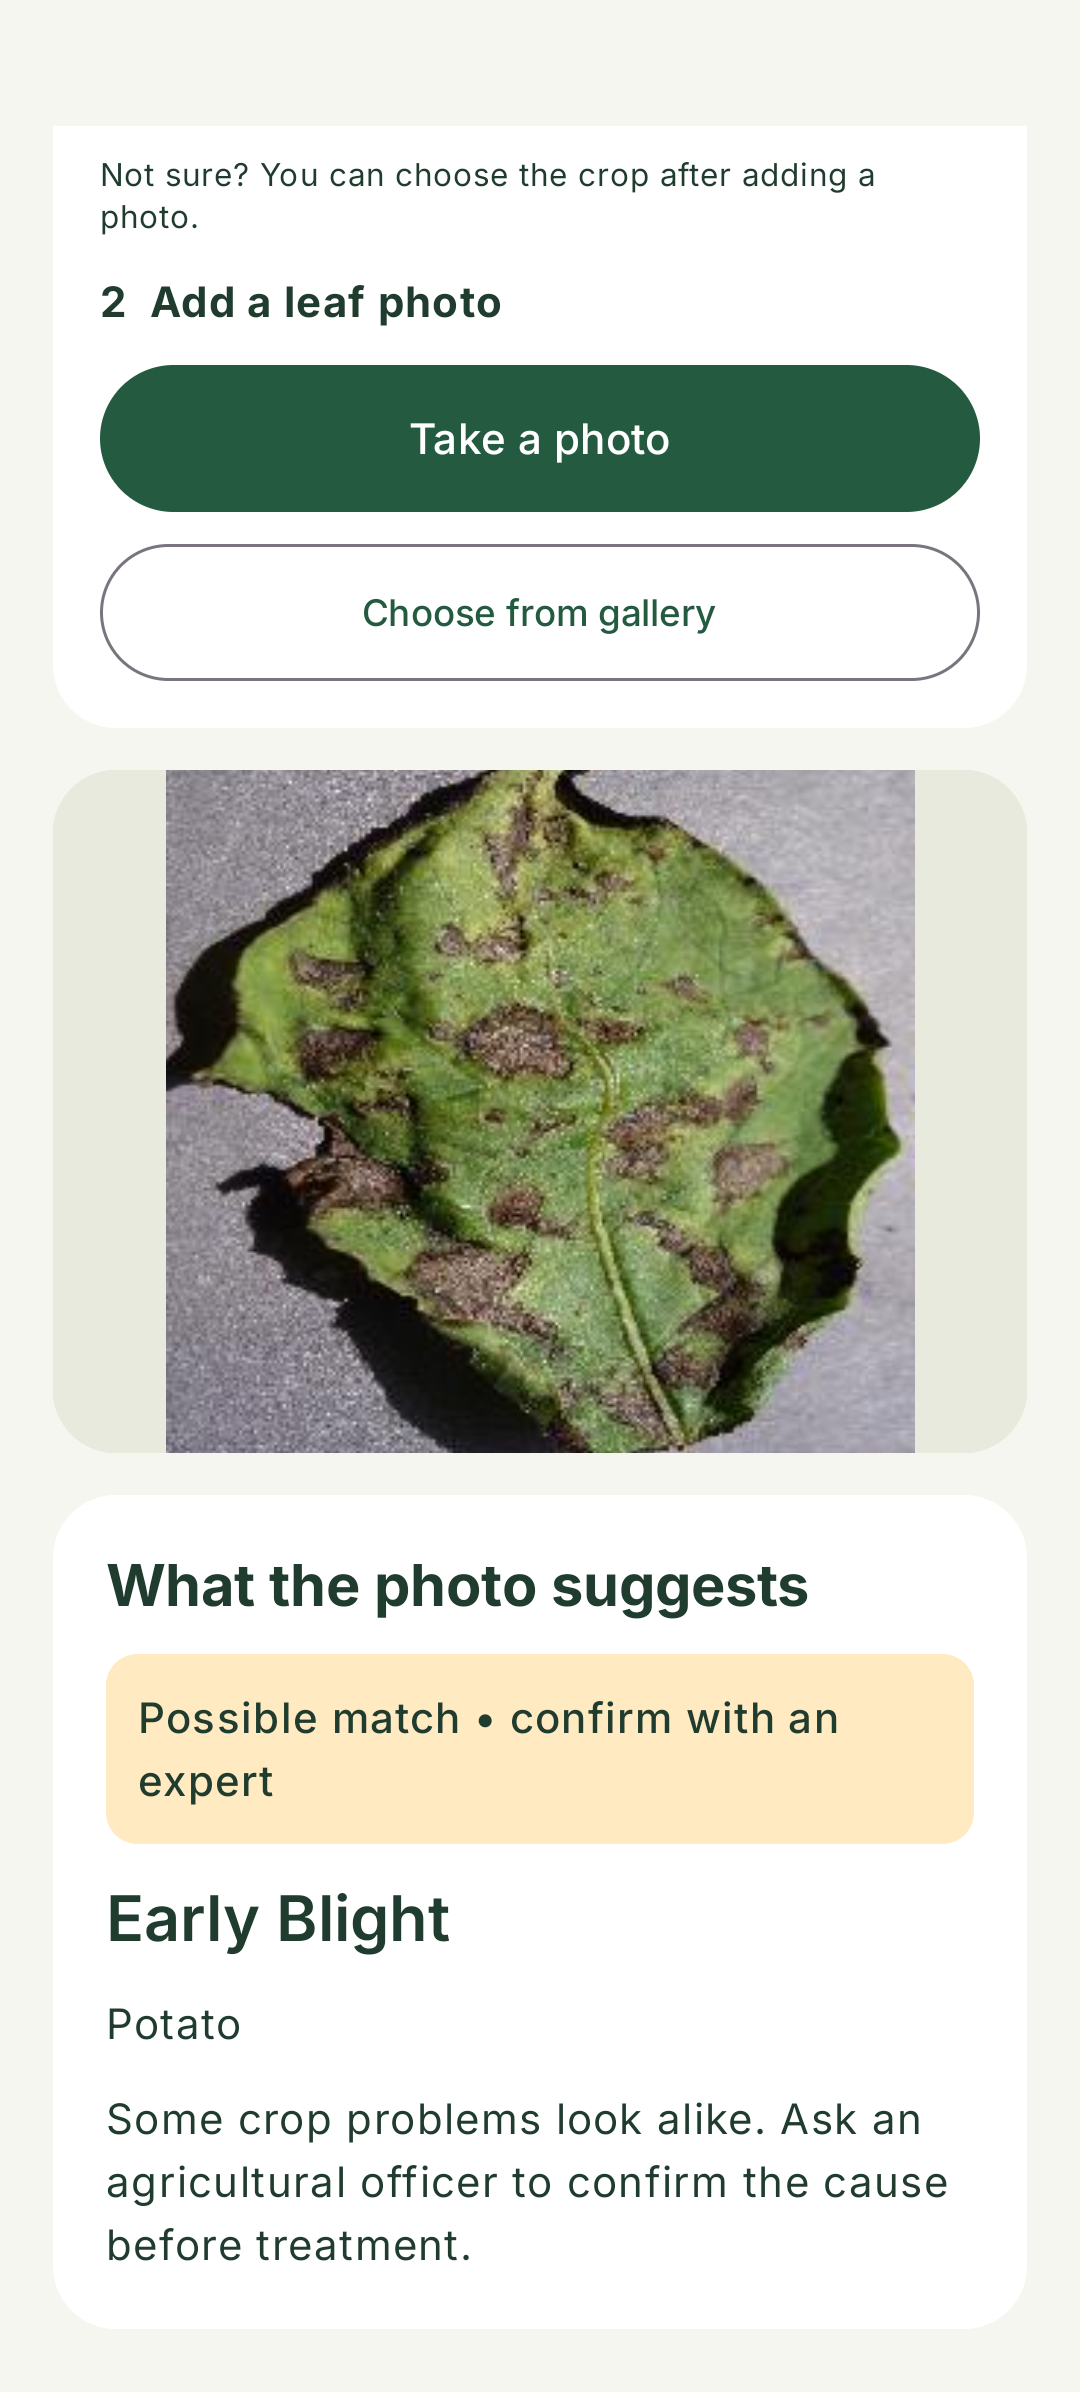 Not sure? You can choose the crop after adding a
photo.
2 Add a leaf photo
Take a photo
Choose from gallery
What the photo suggests
Possible match • confirm with an
expert
Early Blight
Potato
Some crop problems look alike. Ask an
agricultural officer to confirm the cause
before treatment.